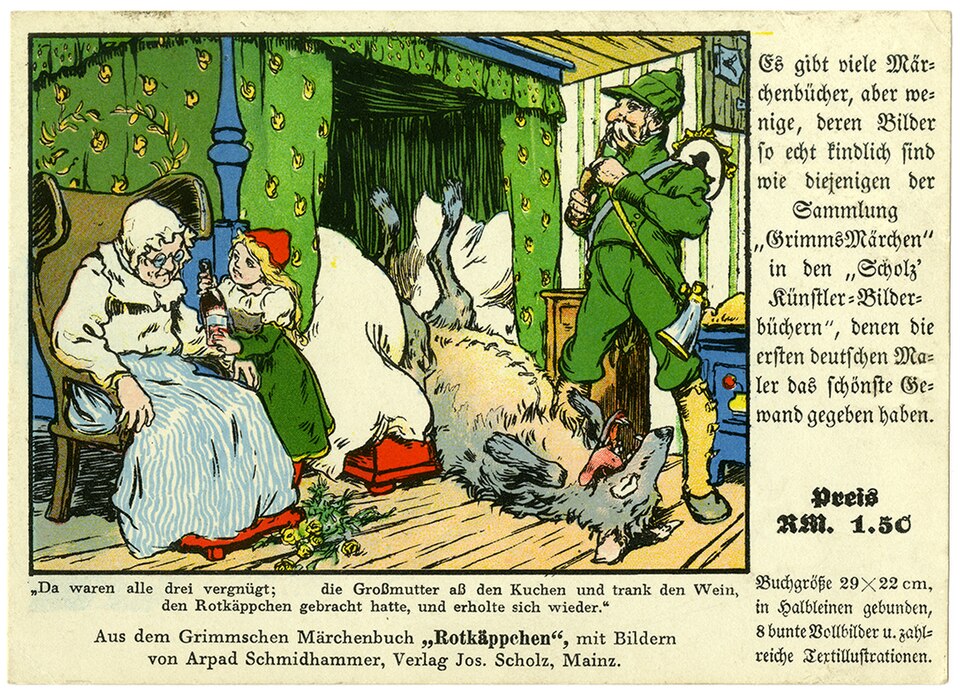 Es gibt viele Mär-
chenbücher, aber we-
nige, deren Bilder
so echt kindlich sind
wie diejenigen der
Sammlung
„GrimmsMärchen“
in den „Scholz'
Künstler-Bilder-
büchern“, denen die
ersten deutschen Ma-
ler das schönste Ge-
wand gegeben haben.
Preis
RM. 1.50
Buchgröße 29×22 cm,
in Halbleinen gebunden,
8 bunte Vollbilder u. zahl-
reiche Textillustrationen.
„Da waren alle drei vergnügt; die Großmutter aß den Kuchen und trank den Wein,
den Rotkäppchen gebracht hatte, und erholte sich wieder.“
Aus dem Grimmschen Märchenbuch „Rotkäppchen“, mit Bildern
von Arpad Schmidhammer, Verlag Jos. Scholz, Mainz.